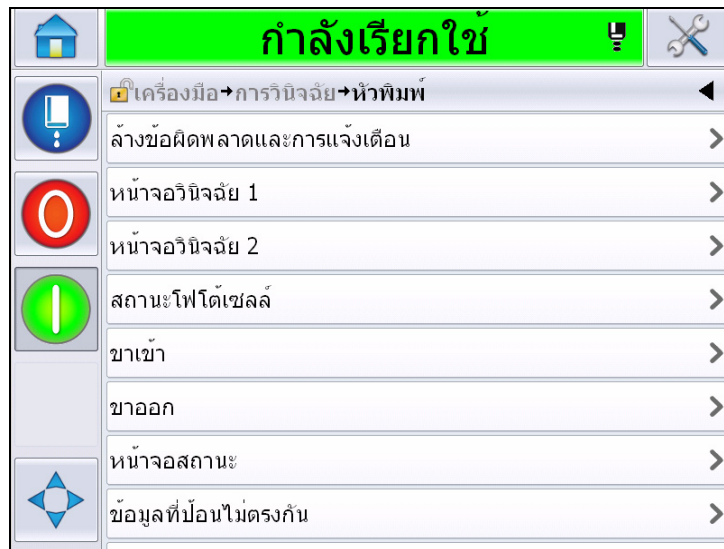 กำลังเรียกใช้
เครื่องมือ→การวินิจฉัย→หัวพิมพ์
ล้างข้อผิดพลาดและการแจ้งเตือน
หน้าจอวินิจฉัย 1
หน้าจอวินิจฉัย 2
สถานะโฟโต้เซลล์
ขาเข้า
ขาออก
หน้าจอสถานะ
ข้อมูลที่ป้อนไม่ตรงกัน